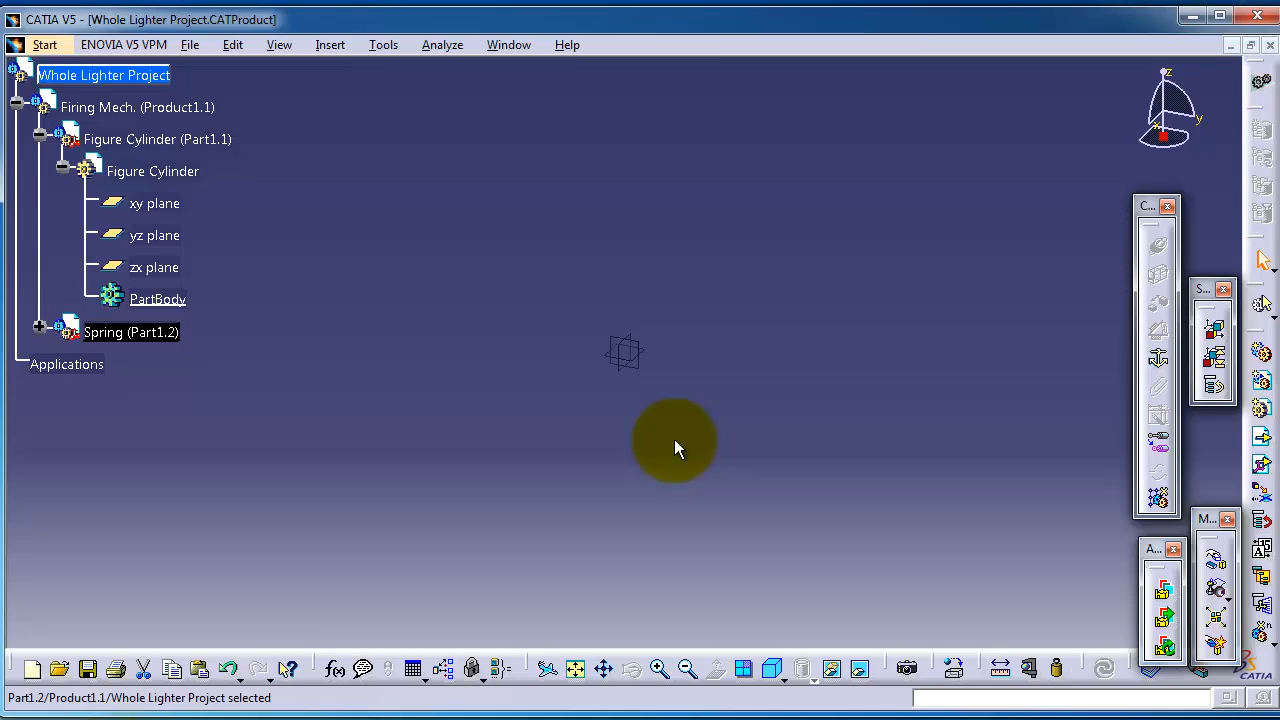 CATIA V5 - [Whole Lighter Project.CATProduct]
Start ENOVIA V5 VPM File Edit View Insert Tools Analyze Window Help
Whole Lighter Project
Firing Mech. (Product1.1)
Figure Cylinder (Part1.1)
Figure Cylinder
xy plane
yz plane
zx plane
PartBody
Spring (Part1.2)
Applications
z
y
x
C...
S...
M...
A...
f(x)
CATIA
Part1.2/Product1.1/Whole Lighter Project selected